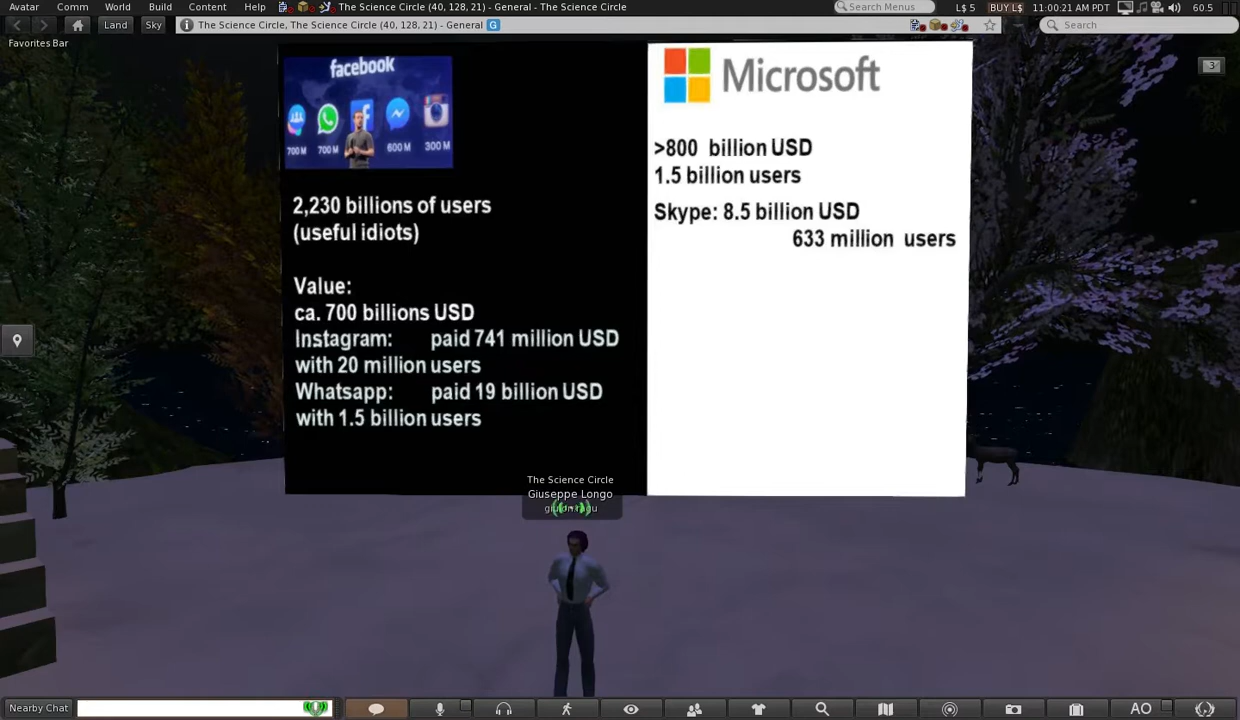 Avatar Comm World Build Content Help The Science Circle, The Science Circle (40, 128, 21) - General - The Science Circle Search Menus L$ 5 BUY L$ 11:00:21 AM PDT 60.5
Land Sky The Science Circle, The Science Circle (40, 128, 21) - General G Search
Favorites Bar
3
facebook
700 M 700 M 600 M 300 M
2,230 billions of users
(useful idiots)
Value:
ca. 700 billions USD
Instagram: paid 741 million USD
with 20 million users
Whatsapp: paid 19 billion USD
with 1.5 billion users
Microsoft
>800 billion USD
1.5 billion users
Skype: 8.5 billion USD
633 million users
The Science Circle
Giuseppe Longo
Nearby Chat AO